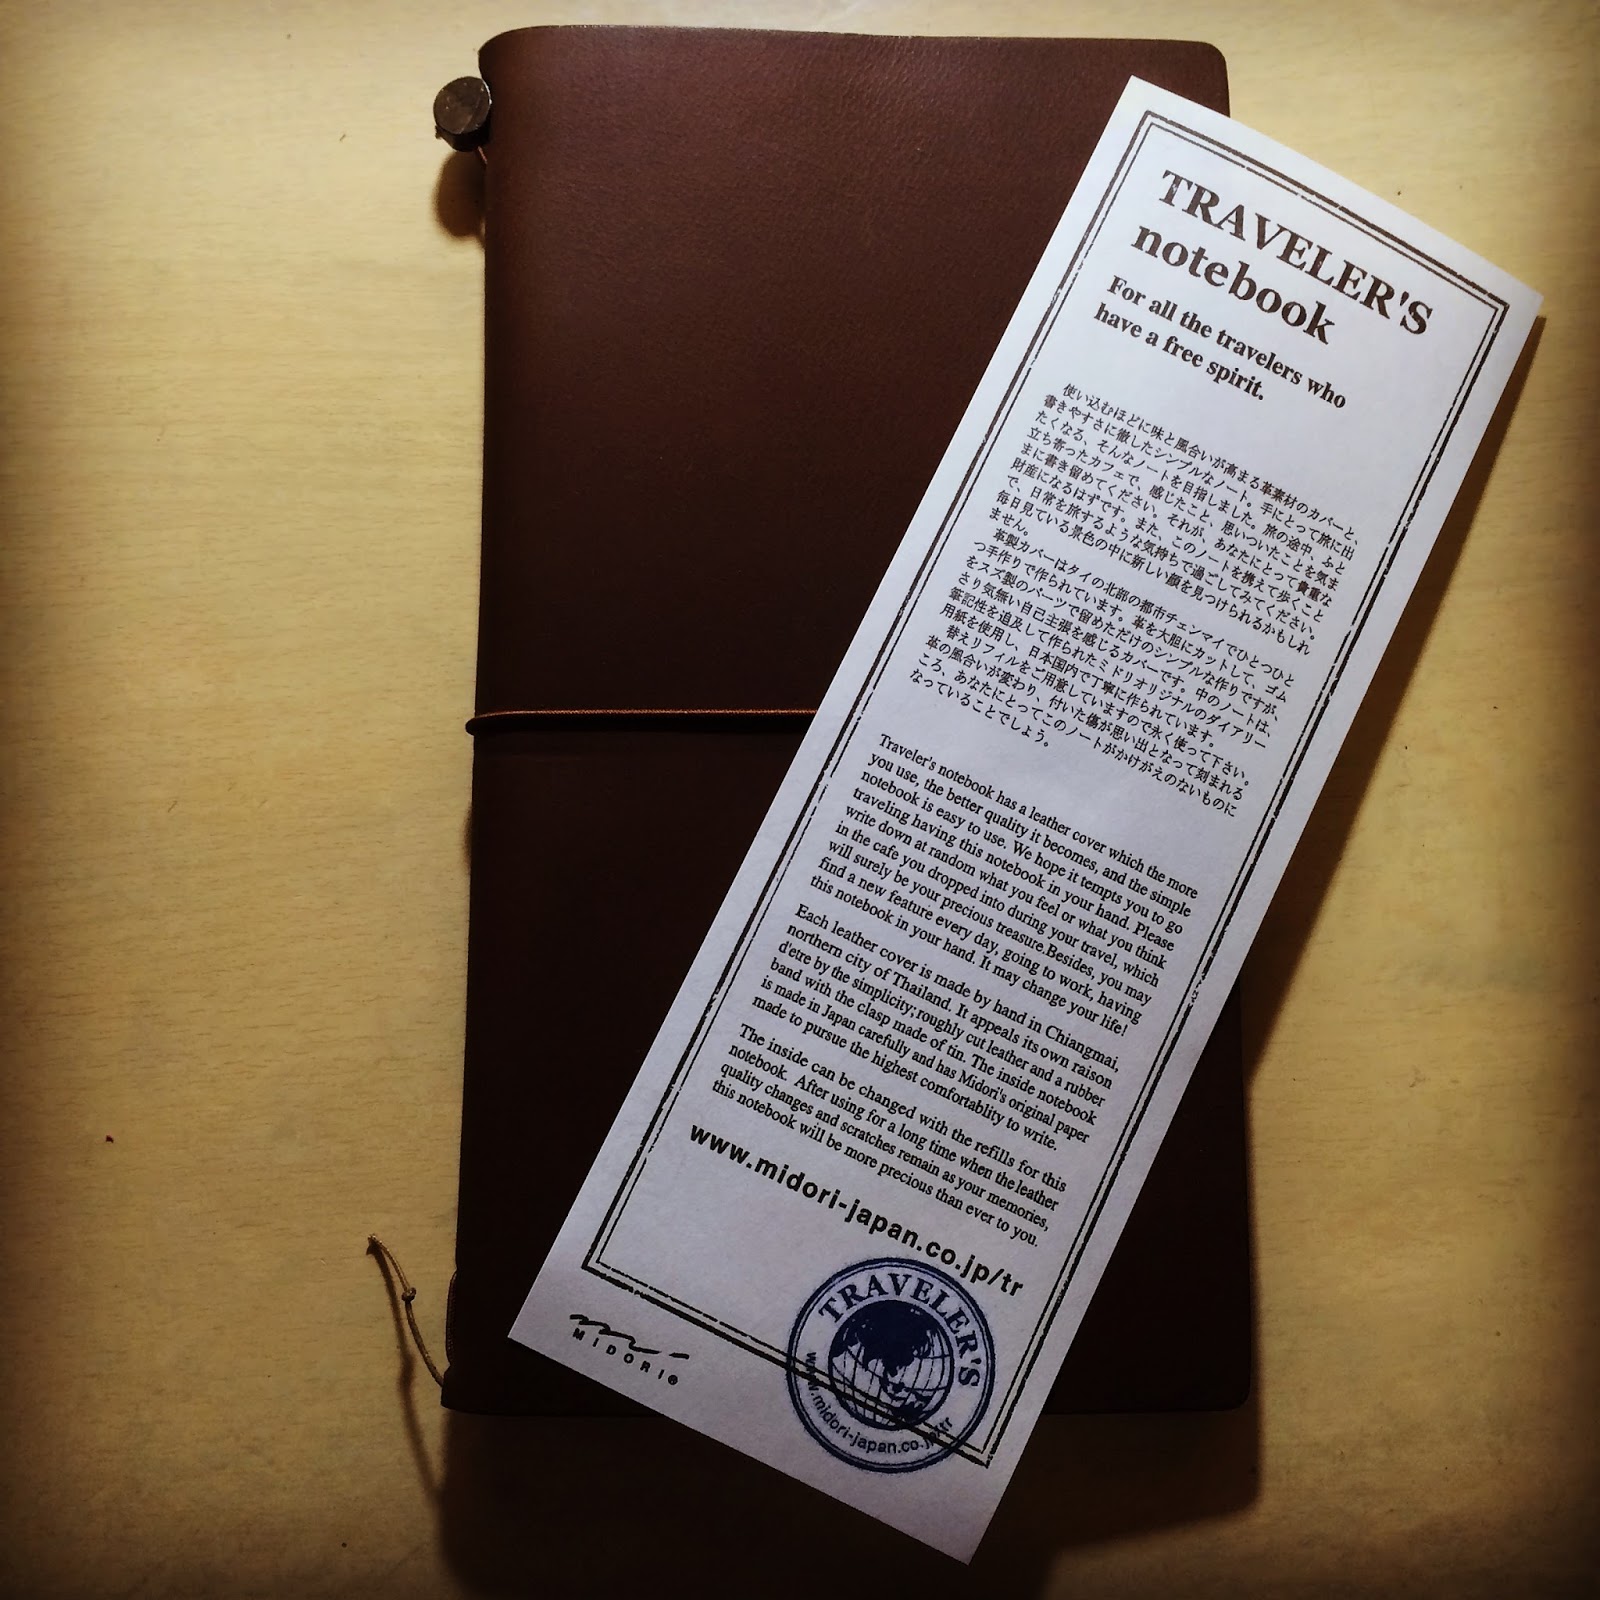 TRAVELER'S
notebook
For all the travelers who
have a free spirit.
使い込むほどに味と風合いが高まる革素材のカバーと、
書きやすさに徹したシンプルなノート。手にとって旅に出
たくなる、そんなノートを目指しました。旅の途中、ふと
立ち寄ったカフェで、感じたこと、思いついたことを気ま
まに書き留めてください。それが、あなたにとって貴重な
財産になるはずです。また、このノートを携えて歩くこと
で、日常を旅するような気持ちで過ごしてみてください。
毎日見ている景色の中に新しい顔を見つけられるかもしれ
ません。
革製カバーはタイの北部の都市チェンマイでひとつひと
つ手作りで作られています。革を大胆にカットして、ゴム
をスズ製のパーツで留めただけのシンプルな作りですが、
さり気無い自己主張を感じるカバーです。中のノートは、
筆記性を追及して作られたミドリオリジナルのダイアリー
用紙を使用し、日本国内で丁寧に作られています。
替えリフィルをご用意していますので永く使って下さい。
革の風合いが変わり、付いた傷が思い出となって刻まれる
ころ、あなたにとってこのノートがかけがえのないものに
なっていることでしょう。
Traveler's notebook has a leather cover which the more
you use, the better quality it becomes, and the simple
notebook is easy to use. We hope it tempts you to go
traveling having this notebook in your hand. Please
write down at random what you feel or what you think
in the cafe you dropped into during your travel, which
will surely be your precious treasure.Besides, you may
find a new feature every day, going to work, having
this notebook in your hand. It may change your life!
Each leather cover is made by hand in Chiangmai,
northern city of Thailand. It appeals its own raison
d'etre by the simplicity;roughly cut leather and a rubber
band with the clasp made of tin. The inside notebook
is made in Japan carefully and has Midori's original paper
made to pursue the highest comfortablity to write.
The inside can be changed with the refills for this
notebook. After using for a long time when the leather
quality changes and scratches remain as your memories,
this notebook will be more precious than ever to you.
www.midori-japan.co.jp/tr
MIDORI®
TRAVELER'S
www.midori-japan.co.jp/tr